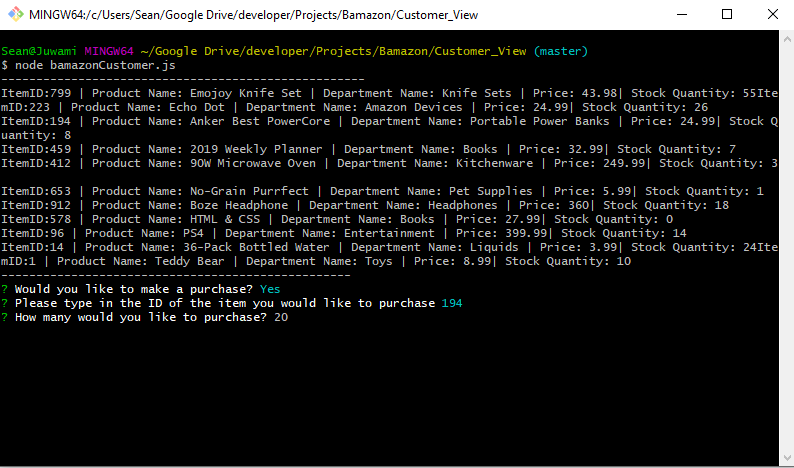 MINGW64:/c/Users/Sean/Google Drive/developer/Projects/Bamazon/Customer_View
Sean@Juwami MINGW64 ~/Google Drive/developer/Projects/Bamazon/Customer_View (master)
$ node bamazonCustomer.js
----------------------------------------------------
ItemID:799 | Product Name: Emojoy Knife Set | Department Name: Knife Sets | Price: 43.98| Stock Quantity: 55Ite
mID:223 | Product Name: Echo Dot | Department Name: Amazon Devices | Price: 24.99| Stock Quantity: 26
ItemID:194 | Product Name: Anker Best PowerCore | Department Name: Portable Power Banks | Price: 24.99| Stock Q
uantity: 8
ItemID:459 | Product Name: 2019 Weekly Planner | Department Name: Books | Price: 32.99| Stock Quantity: 7
ItemID:412 | Product Name: 90W Microwave Oven | Department Name: Kitchenware | Price: 249.99| Stock Quantity: 3
ItemID:653 | Product Name: No-Grain Purrfect | Department Name: Pet Supplies | Price: 5.99| Stock Quantity: 1
ItemID:912 | Product Name: Boze Headphone | Department Name: Headphones | Price: 360| Stock Quantity: 18
ItemID:578 | Product Name: HTML & CSS | Department Name: Books | Price: 27.99| Stock Quantity: 0
ItemID:96 | Product Name: PS4 | Department Name: Entertainment | Price: 399.99| Stock Quantity: 14
ItemID:14 | Product Name: 36-Pack Bottled Water | Department Name: Liquids | Price: 3.99| Stock Quantity: 24Ite
mID:1 | Product Name: Teddy Bear | Department Name: Toys | Price: 8.99| Stock Quantity: 10
--------------------------------------------------
? Would you like to make a purchase? Yes
? Please type in the ID of the item you would like to purchase 194
? How many would you like to purchase? 20